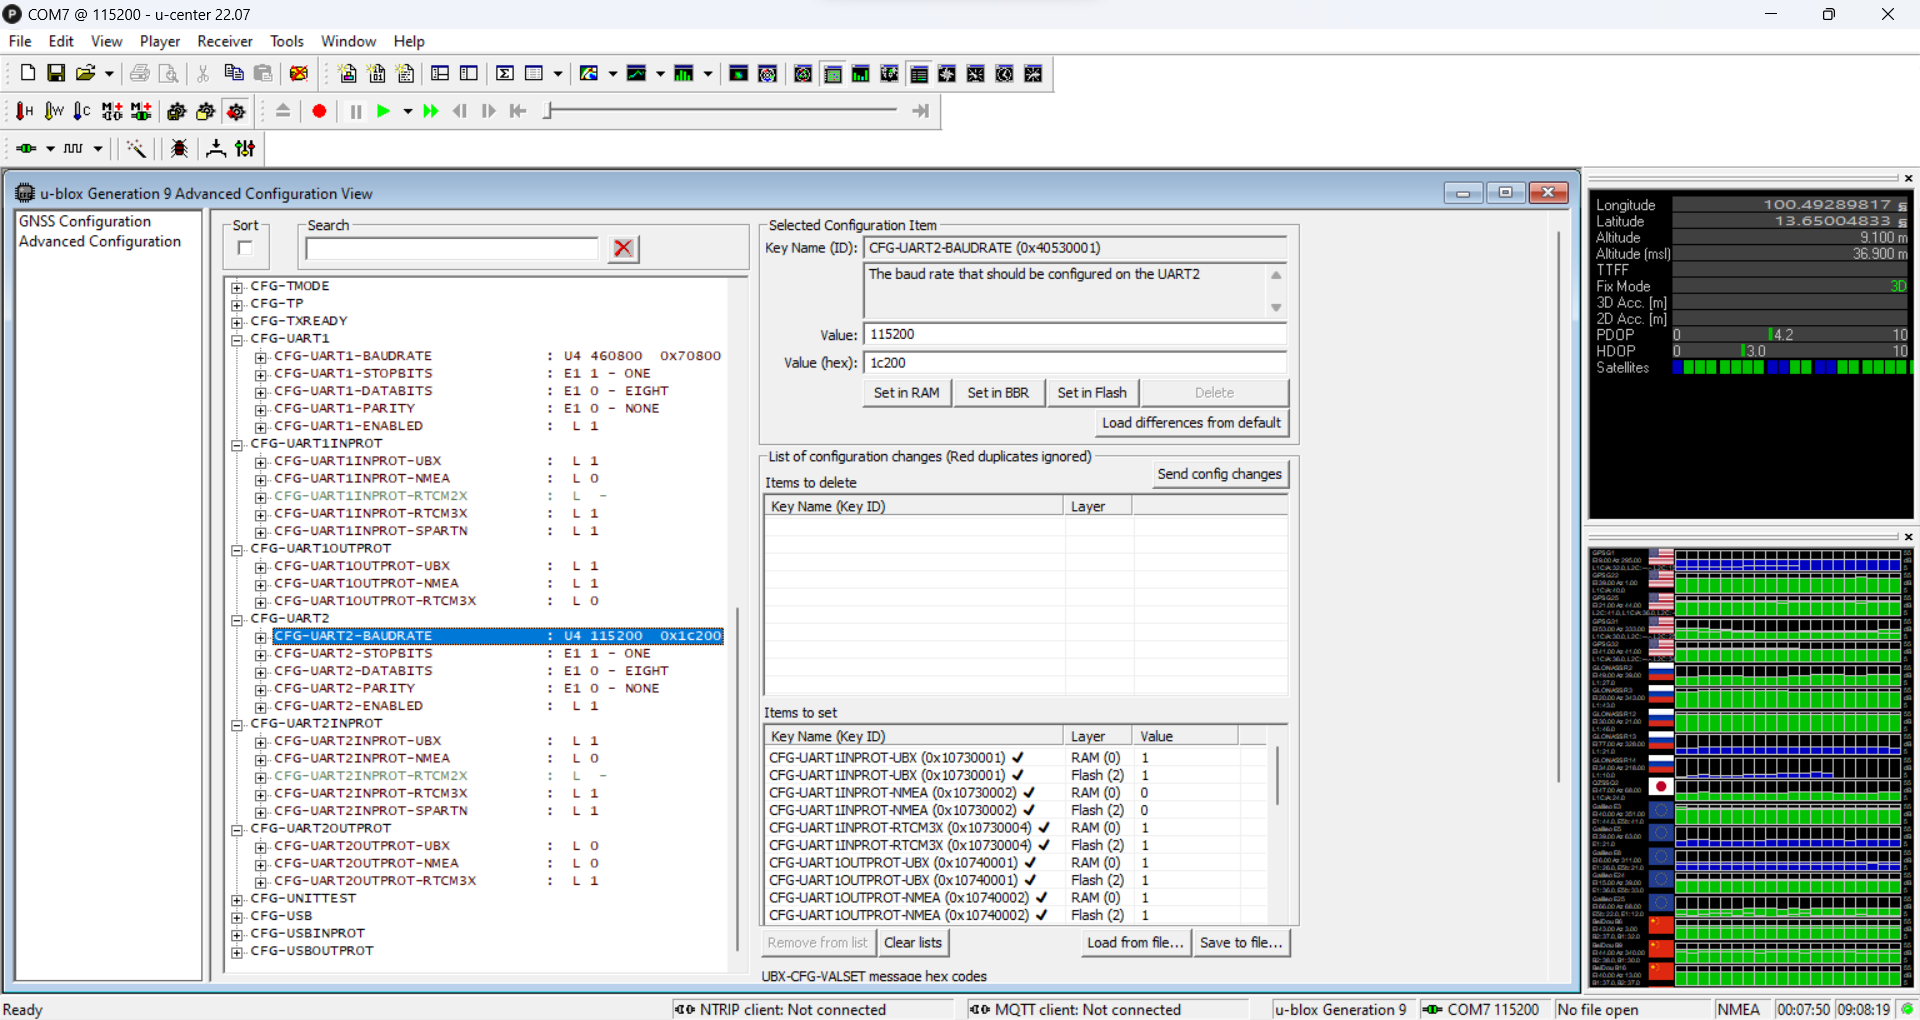 COM7 @ 115200 - u-center 22.07
File Edit View Player Receiver Tools Window Help
u-blox Generation 9 Advanced Configuration View
GNSS Configuration
Advanced Configuration
Sort
Search
CFG-TMODE
CFG-TP
CFG-TXREADY
CFG-UART1
CFG-UART1-BAUDRATE : U4 460800 0x70800
CFG-UART1-STOPBITS : E1 1 - ONE
CFG-UART1-DATABITS : E1 0 - EIGHT
CFG-UART1-PARITY : E1 0 - NONE
CFG-UART1-ENABLED : L 1
CFG-UART1INPROT
CFG-UART1INPROT-UBX : L 1
CFG-UART1INPROT-NMEA : L 0
CFG-UART1INPROT-RTCM2X : L -
CFG-UART1INPROT-RTCM3X : L 1
CFG-UART1INPROT-SPARTN : L 1
CFG-UART1OUTPROT
CFG-UART1OUTPROT-UBX : L 1
CFG-UART1OUTPROT-NMEA : L 1
CFG-UART1OUTPROT-RTCM3X : L 0
CFG-UART2
CFG-UART2-BAUDRATE : U4 115200 0x1c200
CFG-UART2-STOPBITS : E1 1 - ONE
CFG-UART2-DATABITS : E1 0 - EIGHT
CFG-UART2-PARITY : E1 0 - NONE
CFG-UART2-ENABLED : L 1
CFG-UART2INPROT
CFG-UART2INPROT-UBX : L 1
CFG-UART2INPROT-NMEA : L 0
CFG-UART2INPROT-RTCM2X : L -
CFG-UART2INPROT-RTCM3X : L 1
CFG-UART2INPROT-SPARTN : L 1
CFG-UART2OUTPROT
CFG-UART2OUTPROT-UBX : L 0
CFG-UART2OUTPROT-NMEA : L 0
CFG-UART2OUTPROT-RTCM3X : L 1
CFG-UNITTEST
CFG-USB
CFG-USBINPROT
CFG-USBOUTPROT
Selected Configuration Item
Key Name (ID): CFG-UART2-BAUDRATE (0x40530001)
The baud rate that should be configured on the UART2
Value: 115200
Value (hex): 1c200
Set in RAM Set in BBR Set in Flash Delete
Load differences from default
List of configuration changes (Red duplicates ignored)
Items to delete Send config changes
Key Name (Key ID) Layer
Items to set
Key Name (Key ID) Layer Value
CFG-UART1INPROT-UBX (0x10730001) ✓ RAM (0) 1
CFG-UART1INPROT-UBX (0x10730001) ✓ Flash (2) 1
CFG-UART1INPROT-NMEA (0x10730002) ✓ RAM (0) 0
CFG-UART1INPROT-NMEA (0x10730002) ✓ Flash (2) 0
CFG-UART1INPROT-RTCM3X (0x10730004) ✓ RAM (0) 1
CFG-UART1INPROT-RTCM3X (0x10730004) ✓ Flash (2) 1
CFG-UART1OUTPROT-UBX (0x10740001) ✓ RAM (0) 1
CFG-UART1OUTPROT-UBX (0x10740001) ✓ Flash (2) 1
CFG-UART1OUTPROT-NMEA (0x10740002) ✓ RAM (0) 1
CFG-UART1OUTPROT-NMEA (0x10740002) ✓ Flash (2) 1
Remove from list Clear lists Load from file... Save to file...
UBX-CFG-VALSET message hex codes
Longitude 100.49289817
Latitude 13.65004833
Altitude 9.100 m
Altitude (msl) 36.900 m
TTFF
Fix Mode 3D
3D Acc. [m]
2D Acc. [m]
PDOP 0 4.2 10
HDOP 0 3.0 10
Satellites
Ready NTRIP client: Not connected MQTT client: Not connected u-blox Generation 9 COM7 115200 No file open NMEA 00:07:50 09:08:19